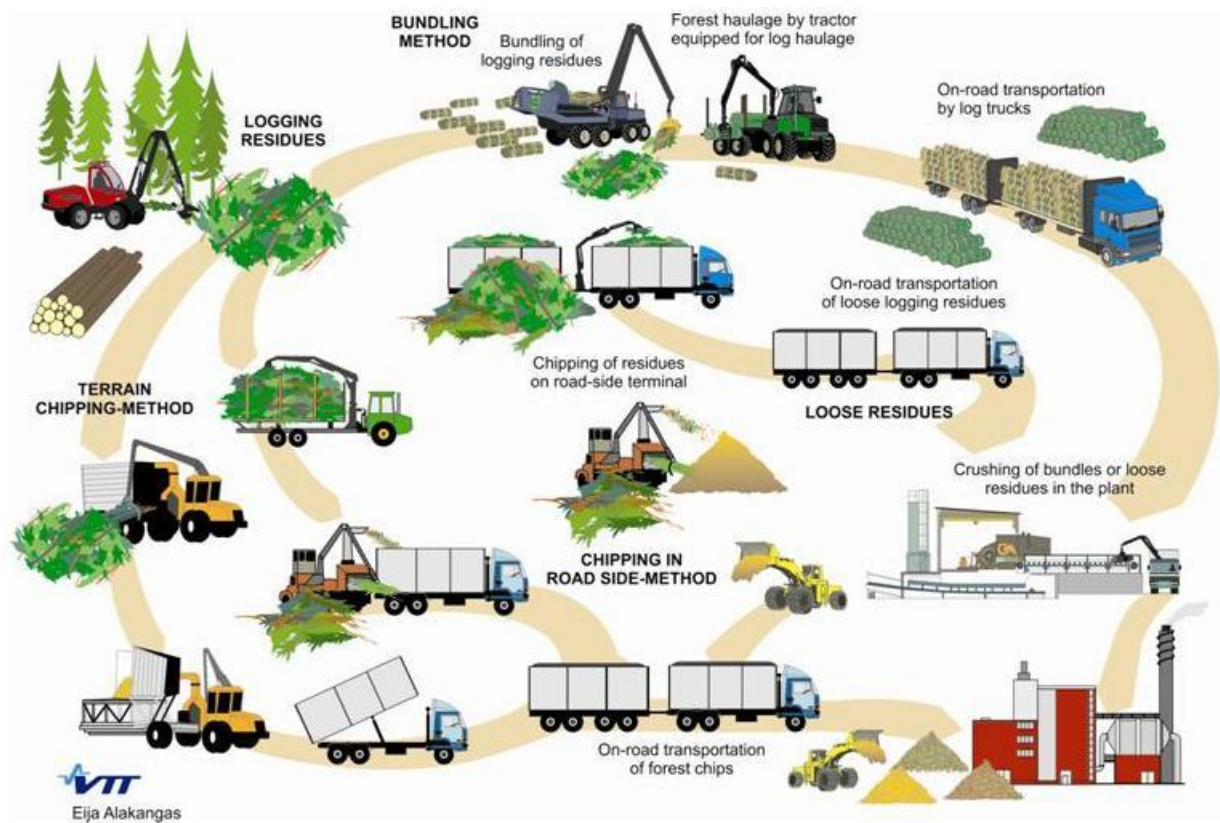 BUNDLING
METHOD
Bundling of
logging residues
Forest haulage by tractor
equipped for log haulage
On-road transportation
by log trucks
LOGGING
RESIDUES
On-road transportation
of loose logging residues
Chipping of residues
on road-side terminal
TERRAIN
CHIPPING-METHOD
LOOSE RESIDUES
Crushing of bundles or loose
residues in the plant
CHIPPING IN
ROAD SIDE-METHOD
On-road transportation
of forest chips
VTT
Eija Alakangas